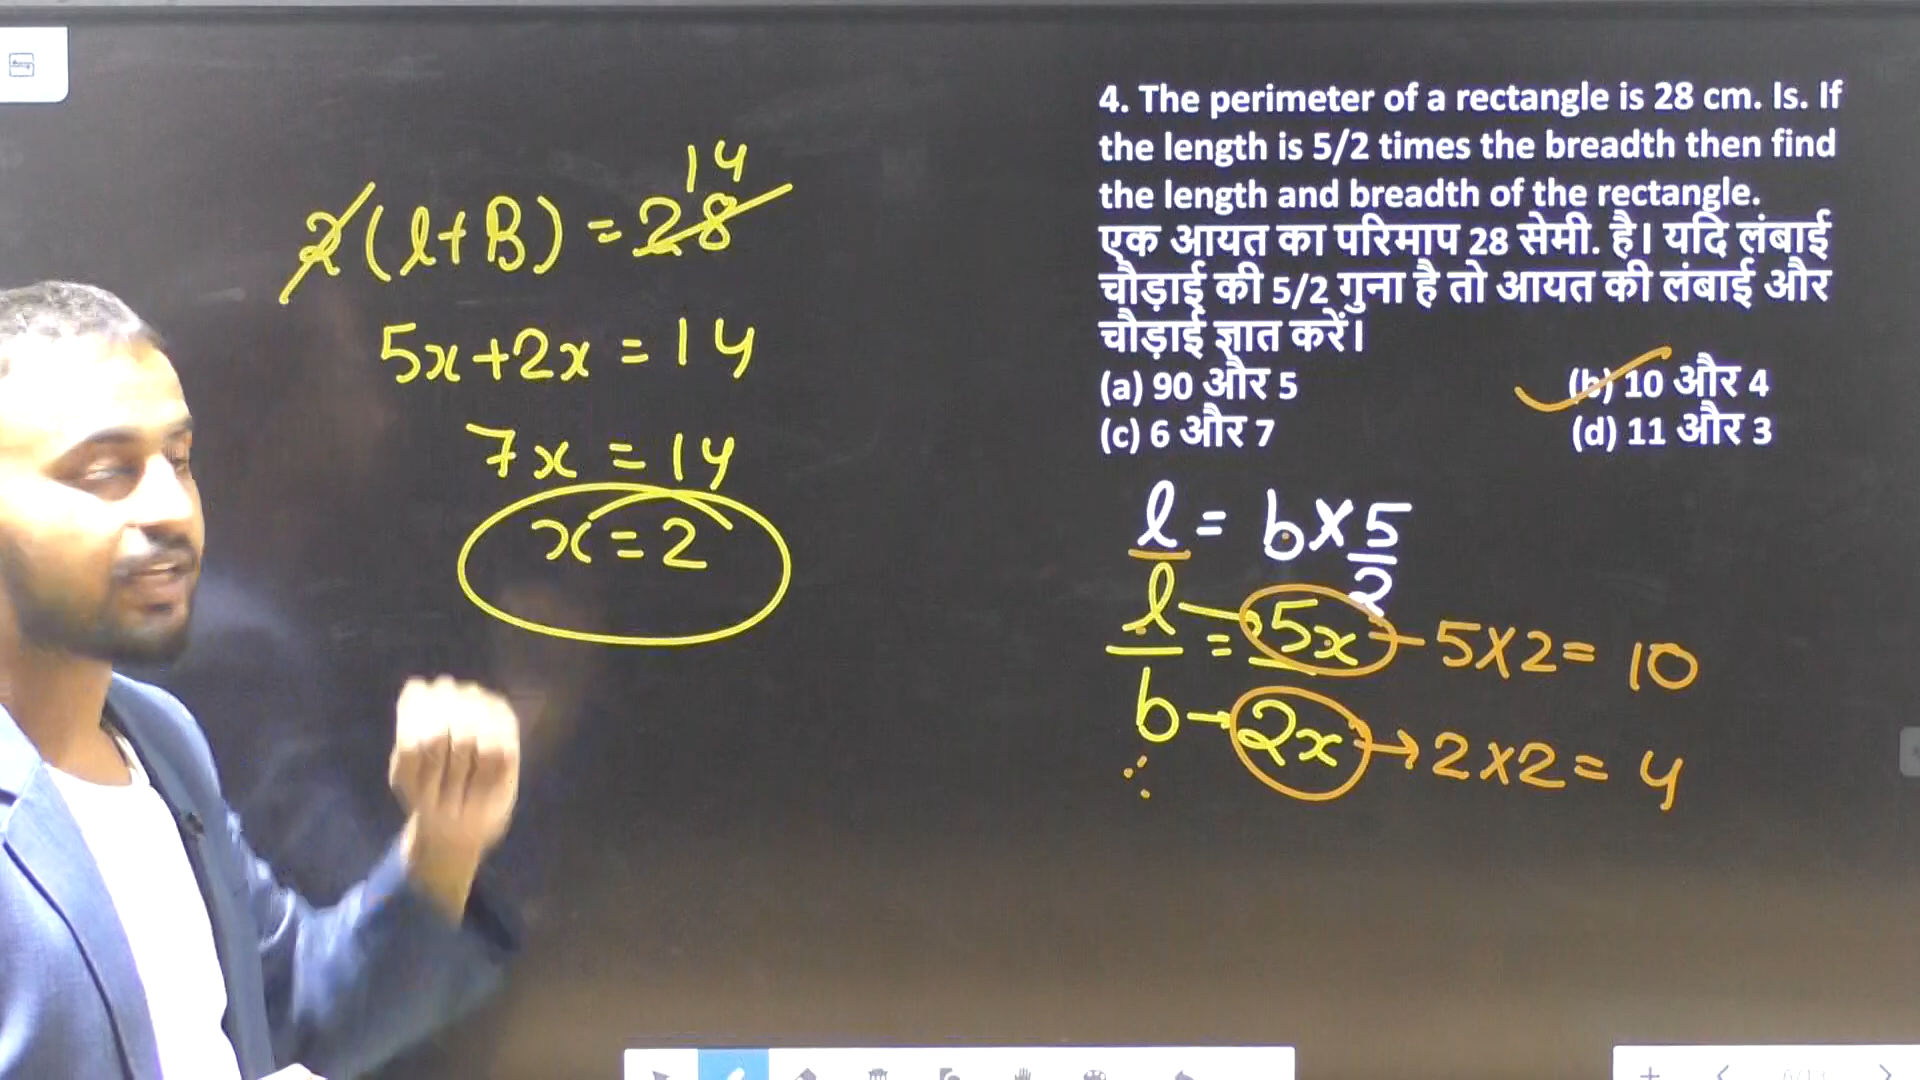 2(l+B) = 28
14
5x+2x = 14
7x = 14
x = 2
4. The perimeter of a rectangle is 28 cm. Is. If
the length is 5/2 times the breadth then find
the length and breadth of the rectangle.
एक आयत का परिमाप 28 सेमी. है। यदि लंबाई
चौड़ाई की 5/2 गुना है तो आयत की लंबाई और
चौड़ाई ज्ञात करें।
(a) 90 और 5 (b) 10 और 4
(c) 6 और 7 (d) 11 और 3
l = b×5/2
l/b = 5x/2x
5×2= 10
2×2= 4